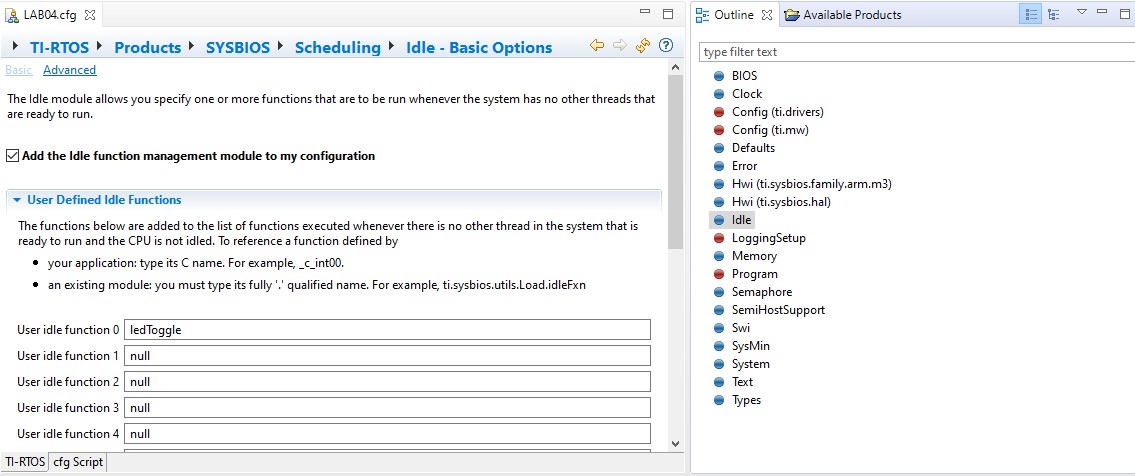 LAB04.cfg
TI-RTOS Products SYSBIOS Scheduling Idle - Basic Options
Basic Advanced
The Idle module allows you specify one or more functions that are to be run whenever the system has no other threads that
are ready to run.
Add the Idle function management module to my configuration
User Defined Idle Functions
The functions below are added to the list of functions executed whenever there is no other thread in the system that is
ready to run and the CPU is not idled. To reference a function defined by
your application: type its C name. For example, _c_int00.
an existing module: you must type its fully '.' qualified name. For example, ti.sysbios.utils.Load.idleFxn
User idle function 0 ledToggle
User idle function 1 null
User idle function 2 null
User idle function 3 null
User idle function 4 null
TI-RTOS cfg Script
Outline Available Products
type filter text
BIOS
Clock
Config (ti.drivers)
Config (ti.mw)
Defaults
Error
Hwi (ti.sysbios.family.arm.m3)
Hwi (ti.sysbios.hal)
Idle
LoggingSetup
Memory
Program
Semaphore
SemiHostSupport
Swi
SysMin
System
Text
Types